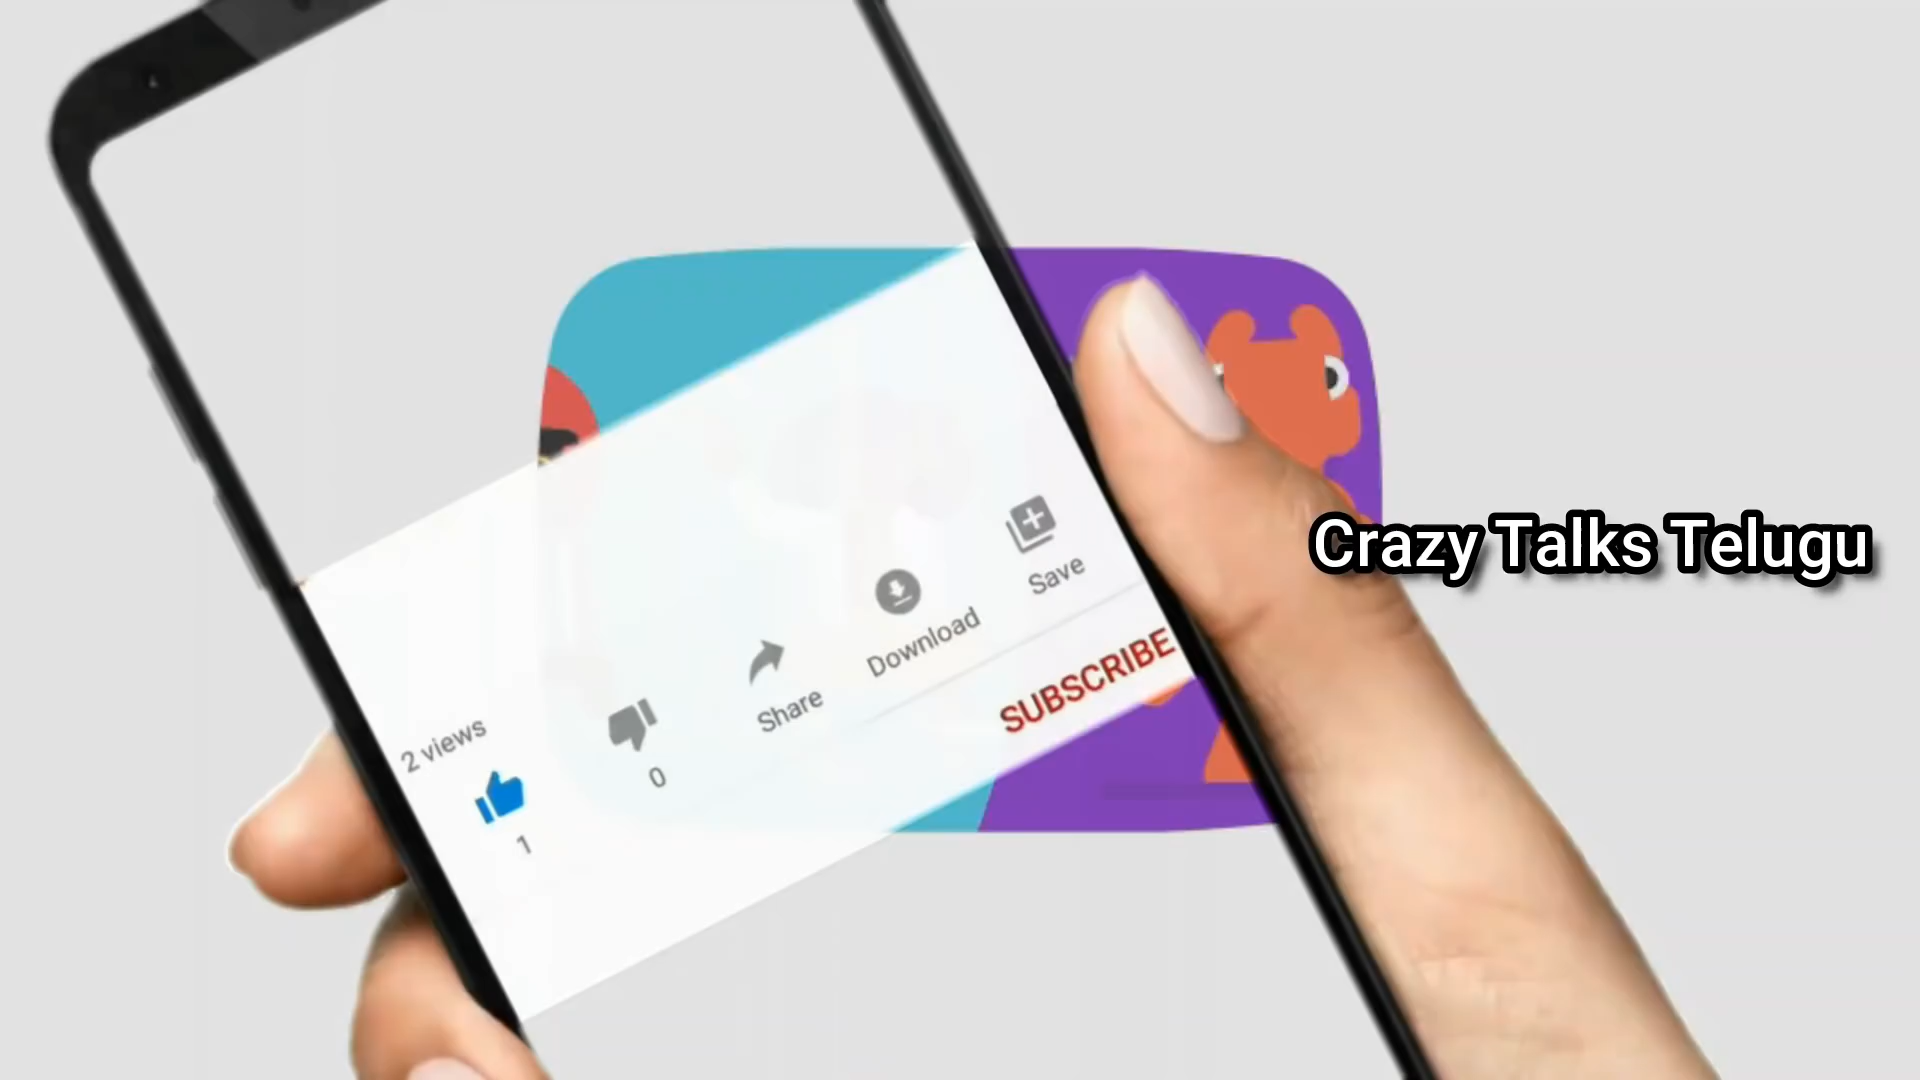 2 views
1
0
Share
Download
Save
SUBSCRIBE
Crazy Talks Telugu